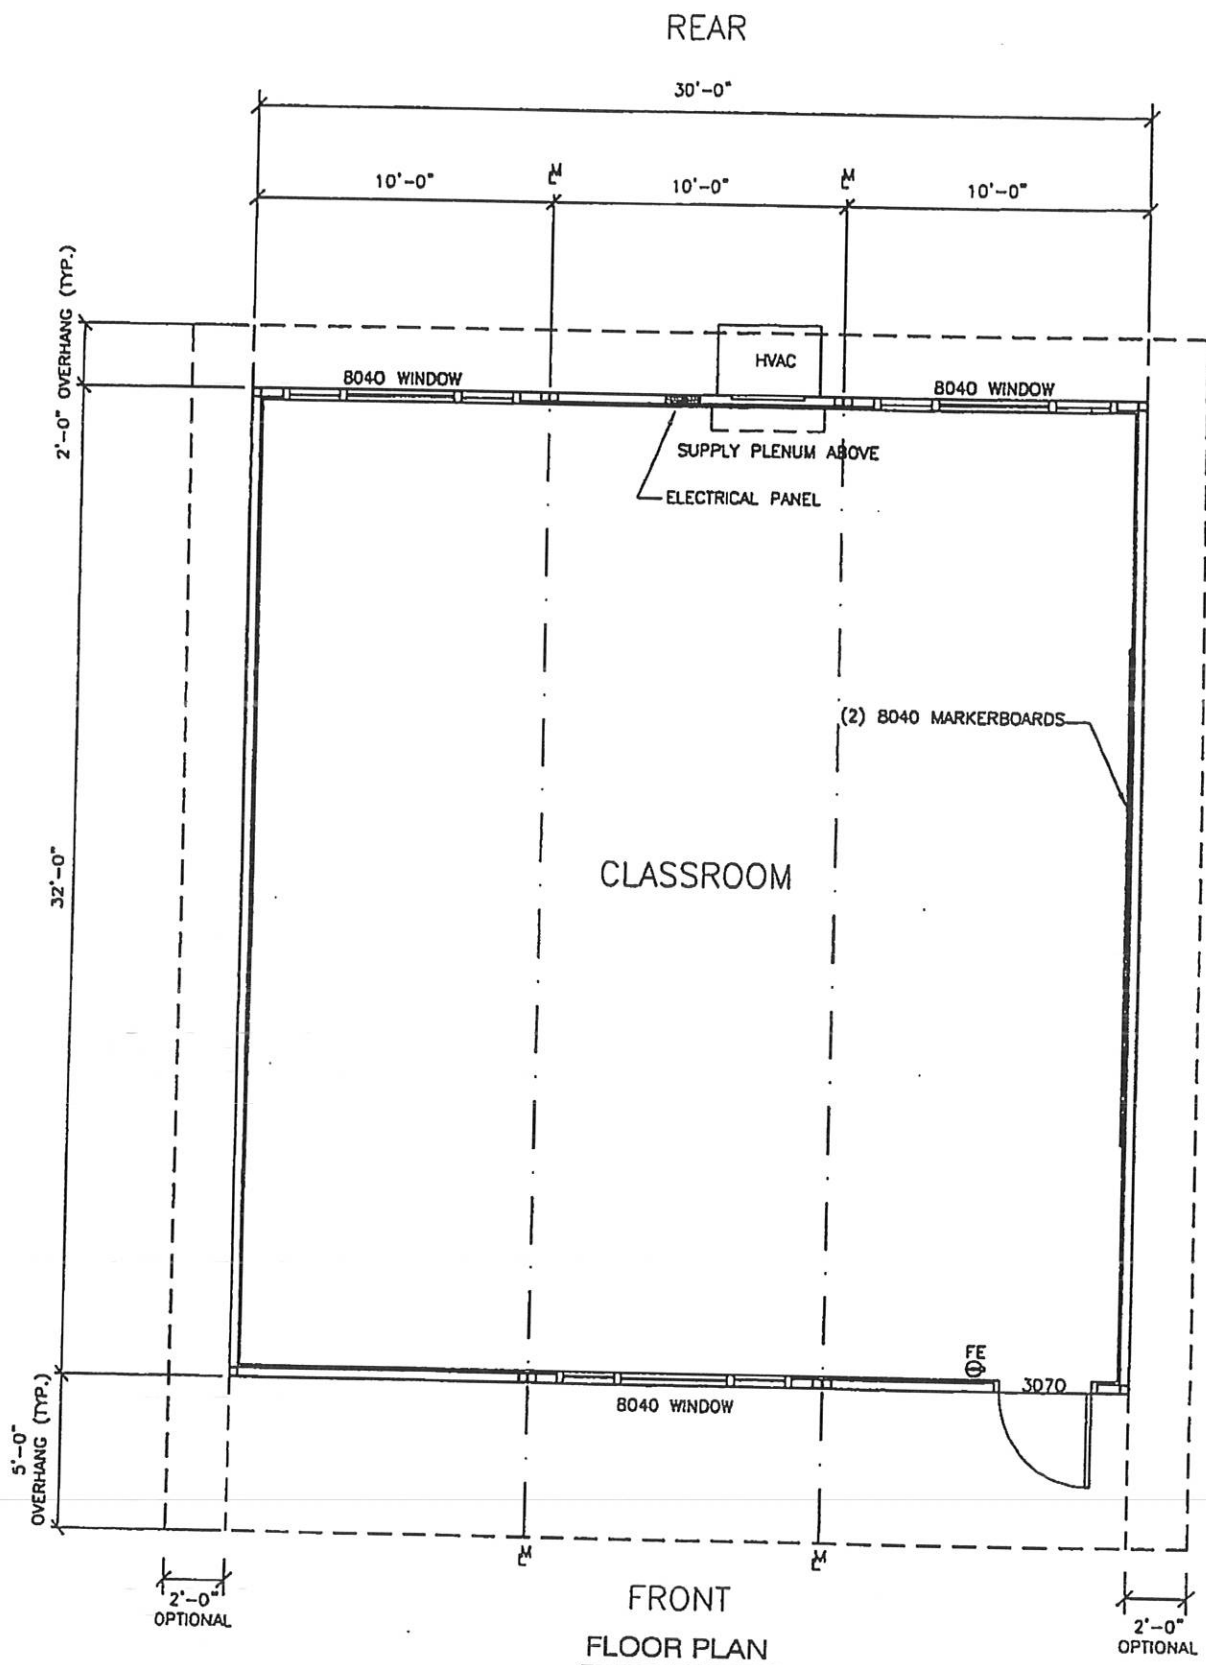 REAR
30'-0"
10'-0"
M
C
10'-0"
M
C
10'-0"
2'-0" OVERHANG (TYP.)
HVAC
8040 WINDOW
8040 WINDOW
SUPPLY PLENUM ABOVE
ELECTRICAL PANEL
(2) 8040 MARKERBOARDS
32'-0"
CLASSROOM
FE
3070
8040 WINDOW
5'-0"
OVERHANG (TYP.)
M
C
M
C
2'-0"
OPTIONAL
FRONT
FLOOR PLAN
2'-0"
OPTIONAL